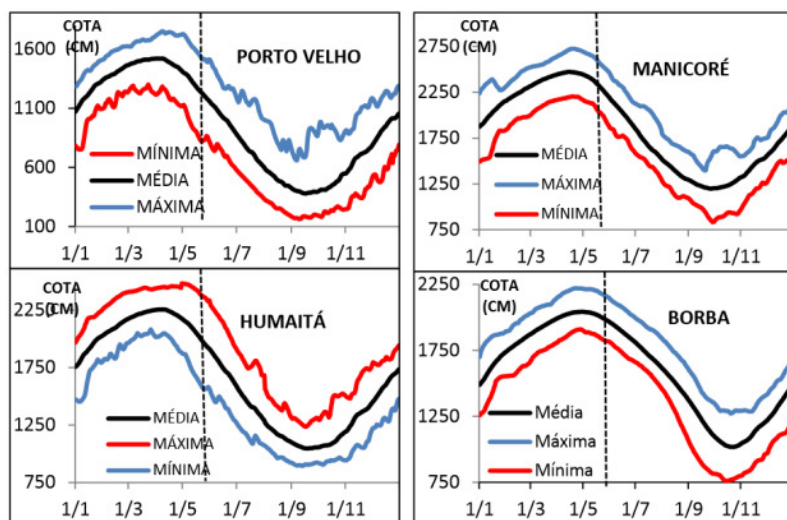 COTA
(CM)
PORTO VELHO
1600
1100
600
100
MÍNIMA
MÉDIA
MÁXIMA
1/1 1/3 1/5 1/7 1/9 1/11
COTA
(CM)
MANICORÉ
2750
2250
1750
1250
750
MÉDIA
MÁXIMA
MÍNIMA
1/1 1/3 1/5 1/7 1/9 1/11
COTA
(CM)
HUMAITÁ
2250
1750
1250
750
MÉDIA
MÁXIMA
MÍNIMA
1/1 1/3 1/5 1/7 1/9 1/11
COTA
(CM)
BORBA
2250
1750
1250
750
Média
Máxima
Mínima
1/1 1/3 1/5 1/7 1/9 1/11